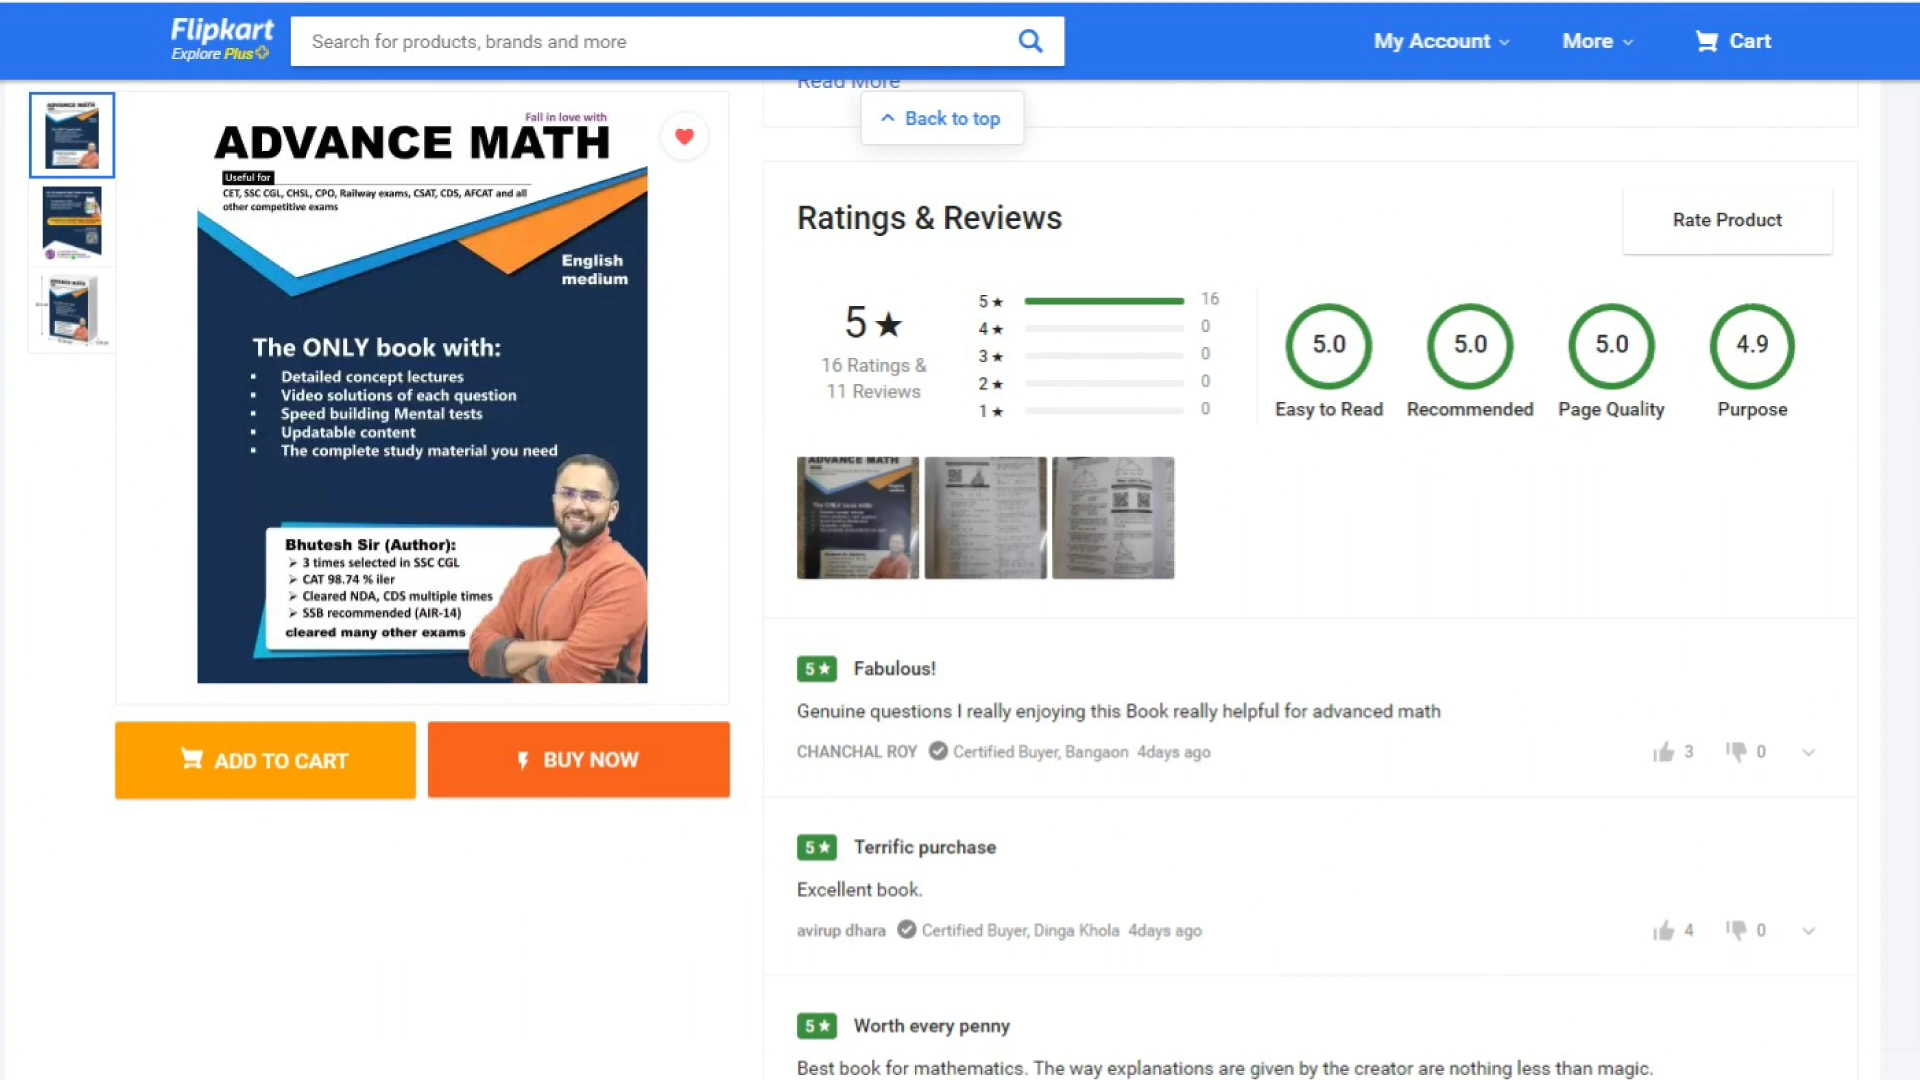 Flipkart
Explore Plus
Search for products, brands and more
My Account
More
Cart
Read More
Back to top
Fall in love with
ADVANCE MATH
Useful for
CET, SSC CGL, CHSL, CPO, Railway exams, CSAT, CDS, AFCAT and all
other competitive exams
English
medium
The ONLY book with:
▪ Detailed concept lectures
▪ Video solutions of each question
▪ Speed building Mental tests
▪ Updatable content
▪ The complete study material you need
Bhutesh Sir (Author):
➢ 3 times selected in SSC CGL
➢ CAT 98.74 % iler
➢ Cleared NDA, CDS multiple times
➢ SSB recommended (AIR-14)
cleared many other exams
ADD TO CART
BUY NOW
Ratings & Reviews
Rate Product
5 ★
16 Ratings &
11 Reviews
5 ★ 16
4 ★ 0
3 ★ 0
2 ★ 0
1 ★ 0
5.0 5.0 5.0 4.9
Easy to Read Recommended Page Quality Purpose
ADVANCE MATH
5 ★ Fabulous!
Genuine questions I really enjoying this Book really helpful for advanced math
CHANCHAL ROY Certified Buyer, Bangaon 4days ago
3 0
5 ★ Terrific purchase
Excellent book.
avirup dhara Certified Buyer, Dinga Khola 4days ago
4 0
5 ★ Worth every penny
Best book for mathematics. The way explanations are given by the creator are nothing less than magic.